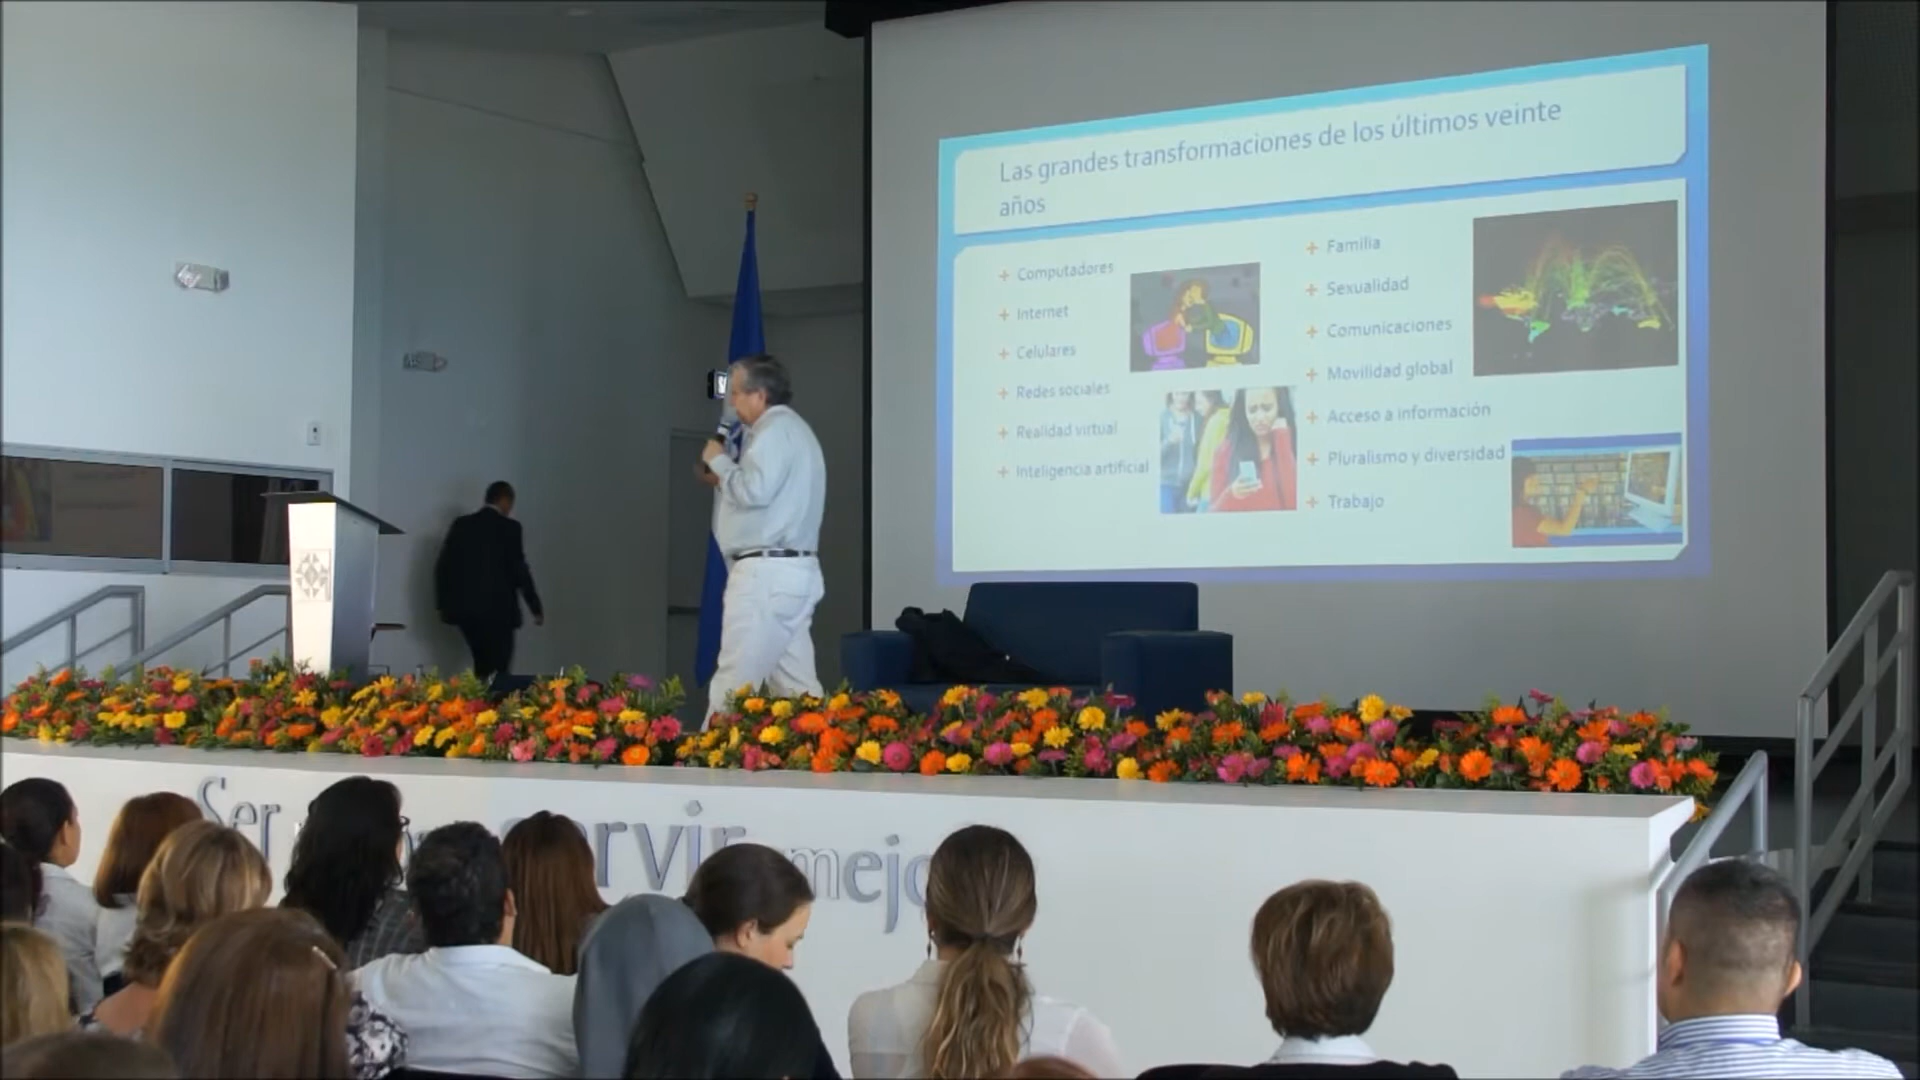 Las grandes transformaciones de los últimos veinte
años
+ Computadores
+ Internet
+ Celulares
+ Redes sociales
+ Realidad virtual
+ Inteligencia artificial
+ Familia
+ Sexualidad
+ Comunicaciones
+ Movilidad global
+ Acceso a información
+ Pluralismo y diversidad
+ Trabajo
Ser servir mejo